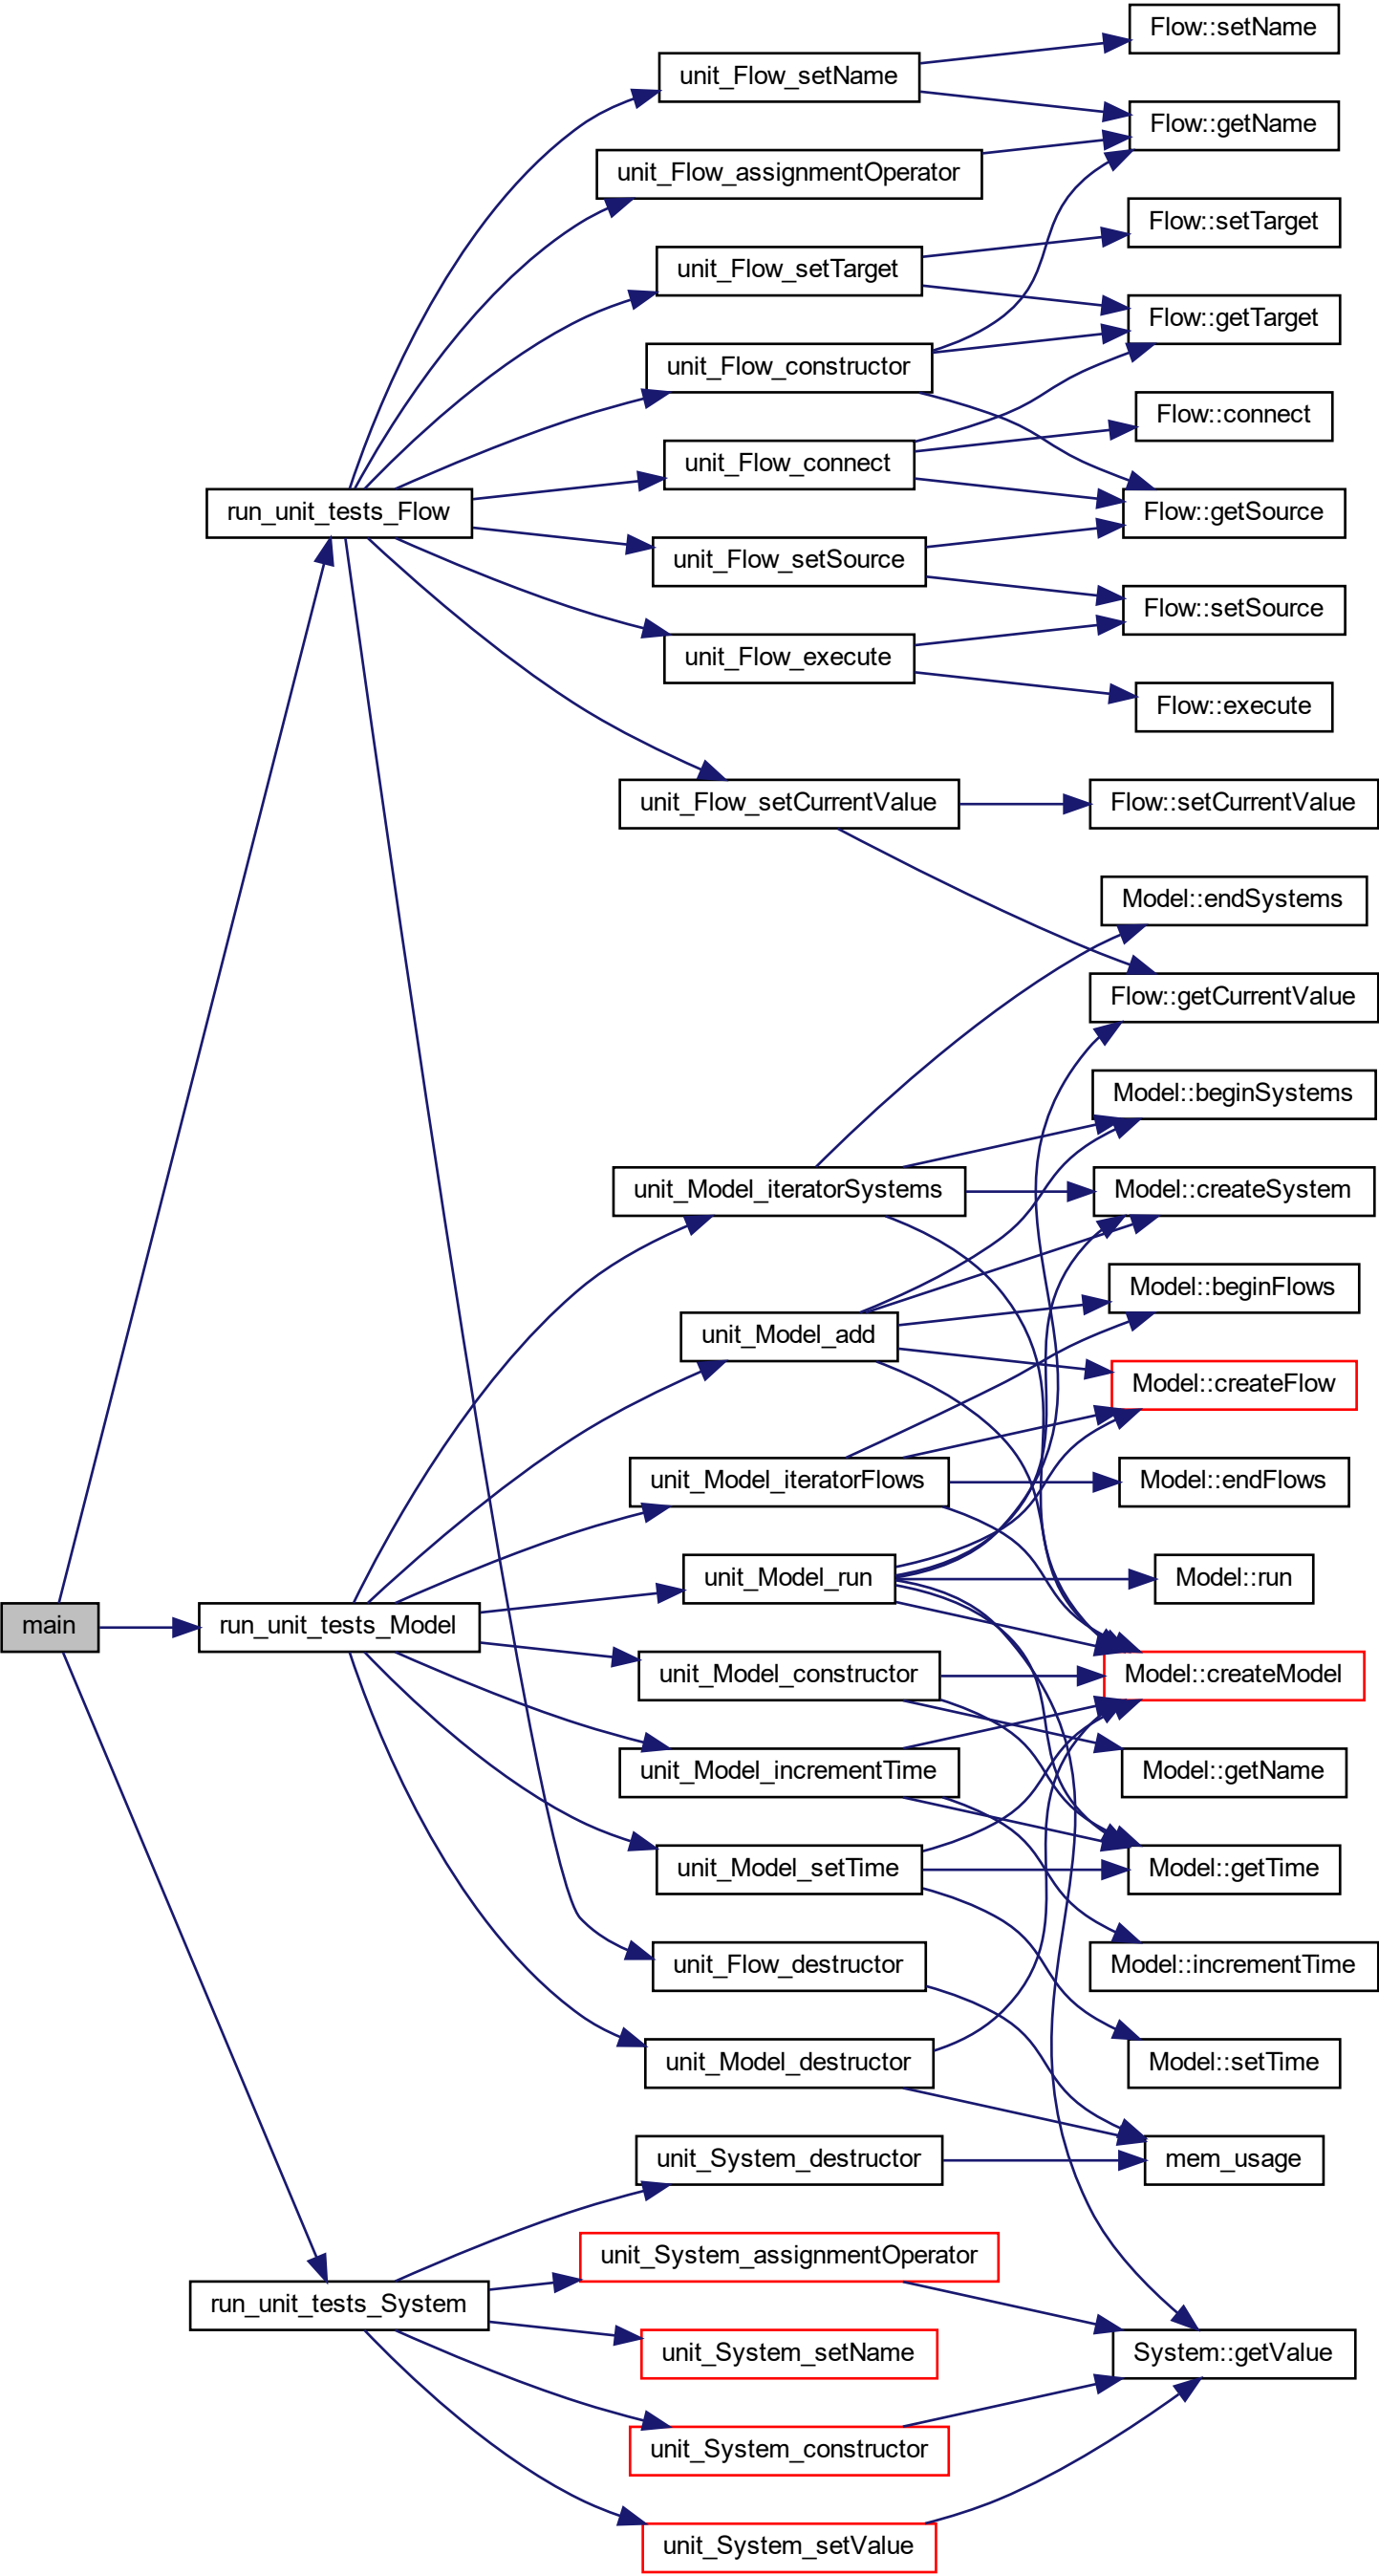 Flow::setName
unit_Flow_setName
Flow::getName
unit_Flow_assignmentOperator
Flow::setTarget
unit_Flow_setTarget
Flow::getTarget
unit_Flow_constructor
Flow::connect
unit_Flow_connect
run_unit_tests_Flow
Flow::getSource
unit_Flow_setSource
Flow::setSource
unit_Flow_execute
Flow::execute
unit_Flow_setCurrentValue
Flow::setCurrentValue
Model::endSystems
Flow::getCurrentValue
Model::beginSystems
unit_Model_iteratorSystems
Model::createSystem
Model::beginFlows
unit_Model_add
Model::createFlow
unit_Model_iteratorFlows
Model::endFlows
unit_Model_run
Model::run
main
run_unit_tests_Model
unit_Model_constructor
Model::createModel
unit_Model_incrementTime
Model::getName
unit_Model_setTime
Model::getTime
unit_Flow_destructor
Model::incrementTime
unit_Model_destructor
Model::setTime
unit_System_destructor
mem_usage
unit_System_assignmentOperator
run_unit_tests_System
unit_System_setName
System::getValue
unit_System_constructor
unit_System_setValue